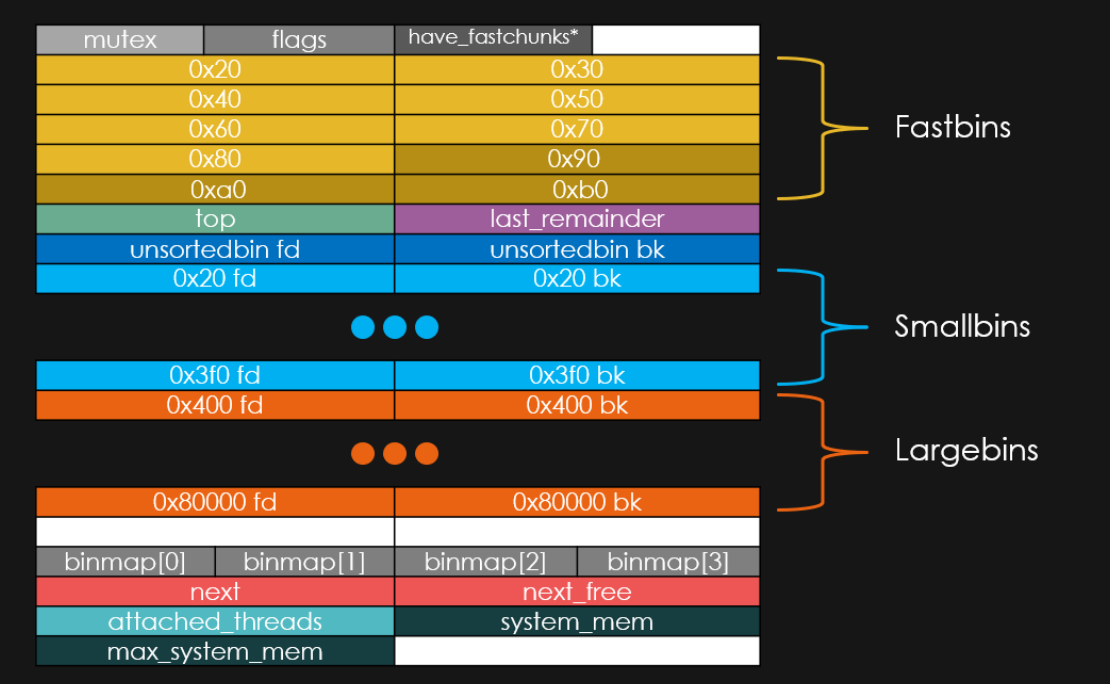 mutex flags have_fastchunks*
0x20 0x30
0x40 0x50
Fastbins
0x60 0x70
0x80 0x90
0xa0 0xb0
top last_remainder
unsortedbin fd unsortedbin bk
0x20 fd 0x20 bk
Smallbins
0x3f0 fd 0x3f0 bk
0x400 fd 0x400 bk
Largebins
0x80000 fd 0x80000 bk
binmap[0] binmap[1] binmap[2] binmap[3]
next next_free
attached_threads system_mem
max_system_mem